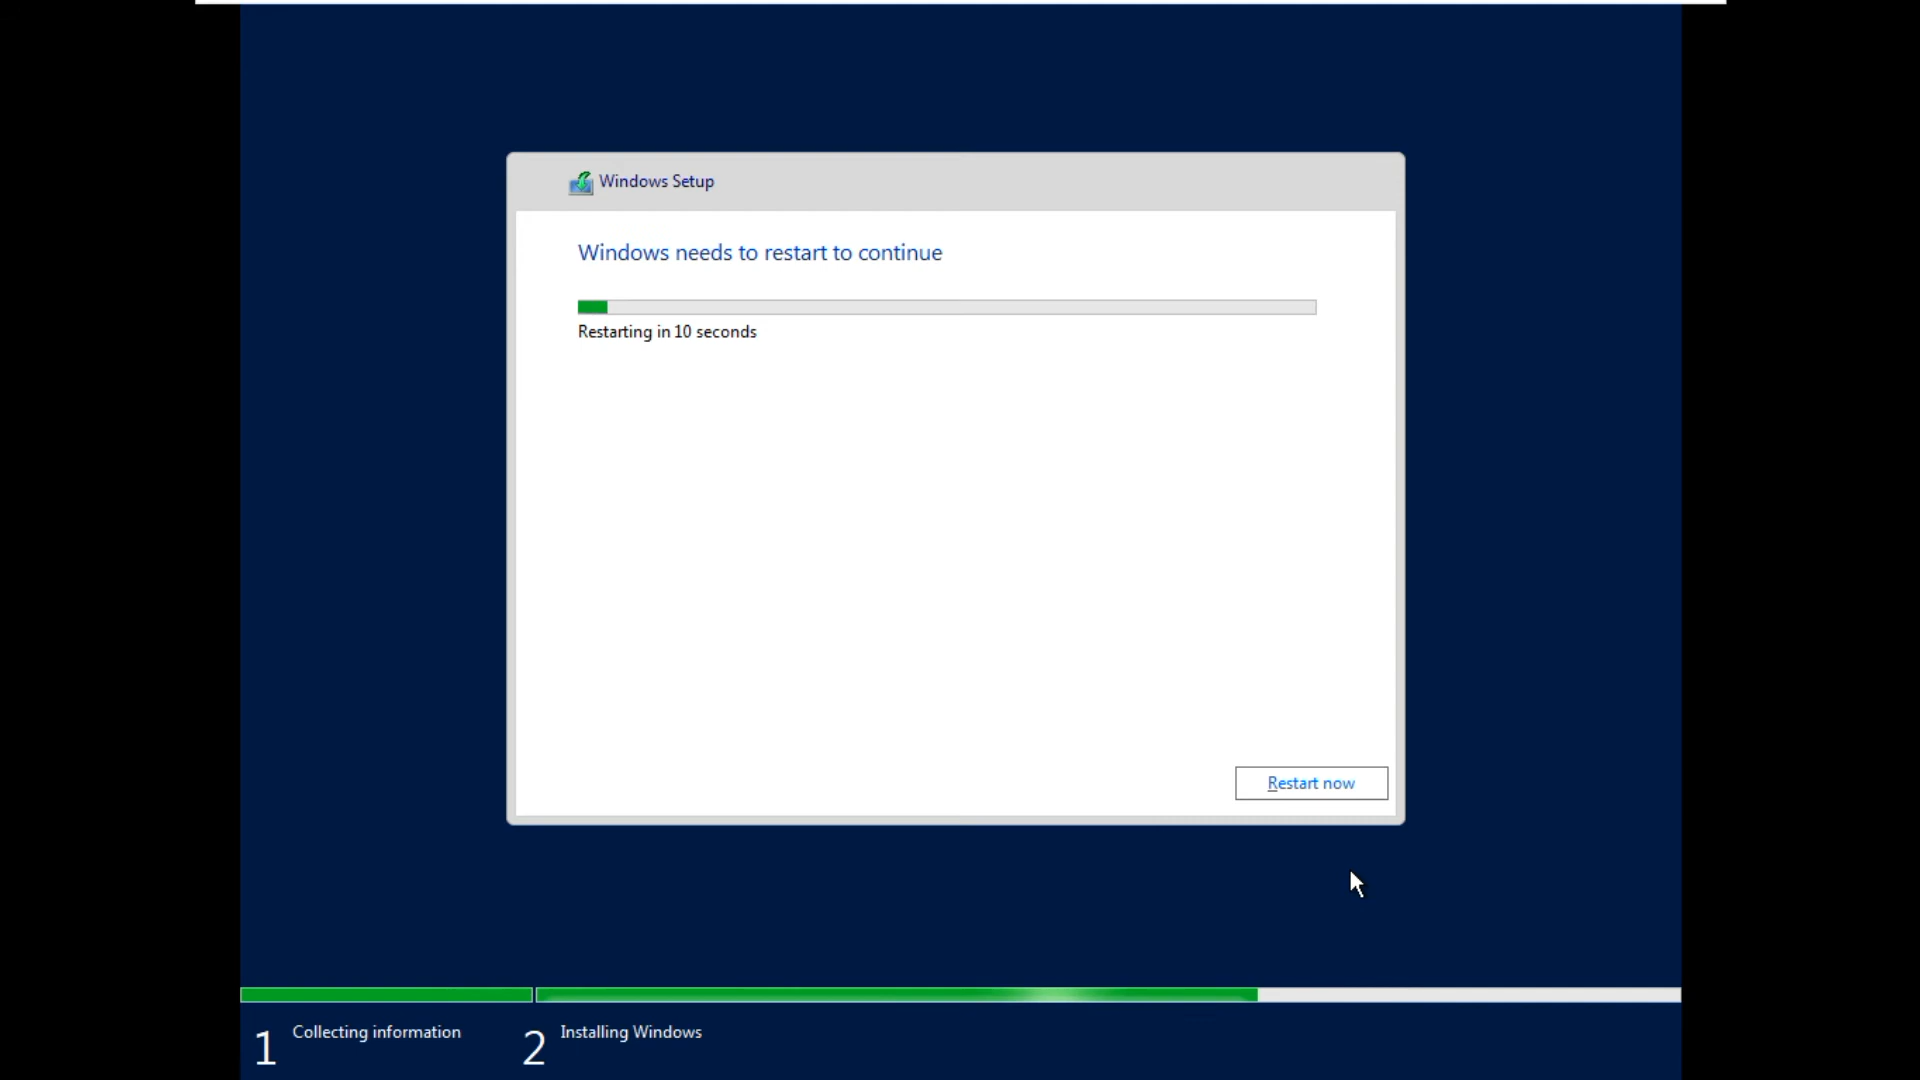 Windows Setup
Windows needs to restart to continue
Restarting in 10 seconds
Restart now
1 Collecting information
2 Installing Windows